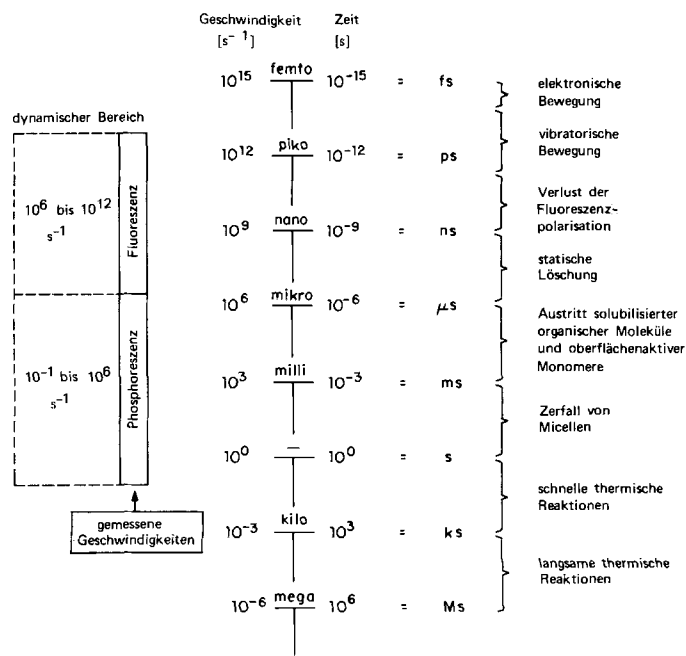 Geschwindigkeit Zeit
[s⁻¹] [s]
10¹⁵ femto 10⁻¹⁵ = fs
elektronische
Bewegung
dynamischer Bereich
vibratorische
Bewegung
10¹² piko 10⁻¹² = ps
10⁶ bis 10¹²
s⁻¹
Fluoreszenz
Verlust der
Fluoreszenz-
polarisation
10⁹ nano 10⁻⁹ = ns
statische
Löschung
10⁶ mikro 10⁻⁶ = μs
Austritt solubilisierter
organischer Moleküle
und oberflächenaktiver
Monomere
10⁻¹ bis 10⁶
s⁻¹
Phosphoreszenz
10³ milli 10⁻³ = ms
Zerfall von
Micellen
10⁰ — 10⁰ = s
schnelle thermische
Reaktionen
gemessene
Geschwindigkeiten
10⁻³ kilo 10³ = ks
langsame thermische
Reaktionen
10⁻⁶ mega 10⁶ = Ms